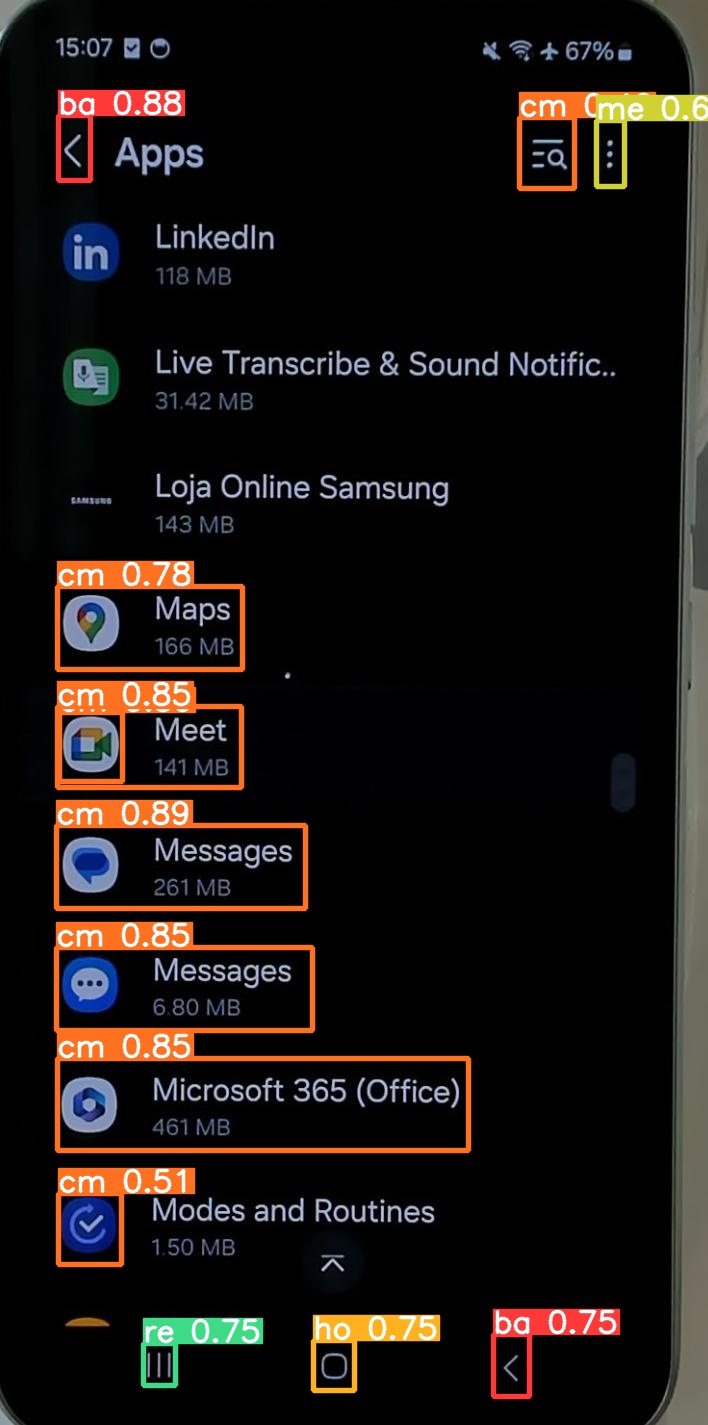 15:07 67%
ba 0.88 cm me 0.6
Apps
in LinkedIn
118 MB
Live Transcribe & Sound Notific..
31.42 MB
SAMSUNG Loja Online Samsung
143 MB
cm 0.78
Maps
166 MB
cm 0.85
Meet
141 MB
cm 0.89
Messages
261 MB
cm 0.85
Messages
6.80 MB
cm 0.85
Microsoft 365 (Office)
461 MB
cm 0.51
Modes and Routines
1.50 MB
re 0.75 ho 0.75 ba 0.75